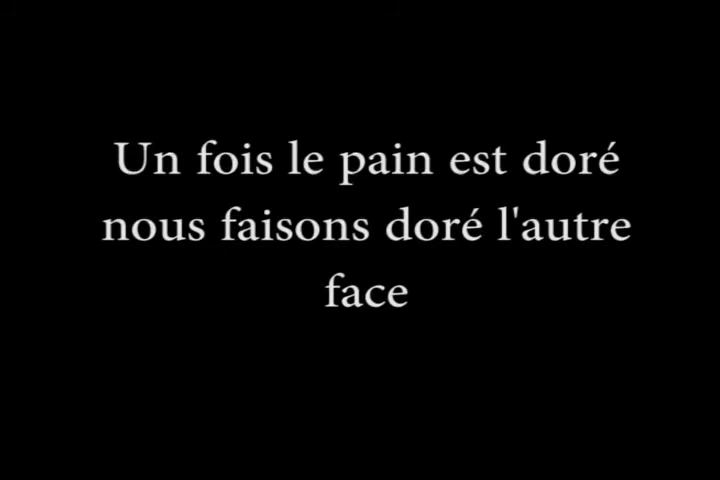 Un fois le pain est doré
nous faisons doré l'autre
face